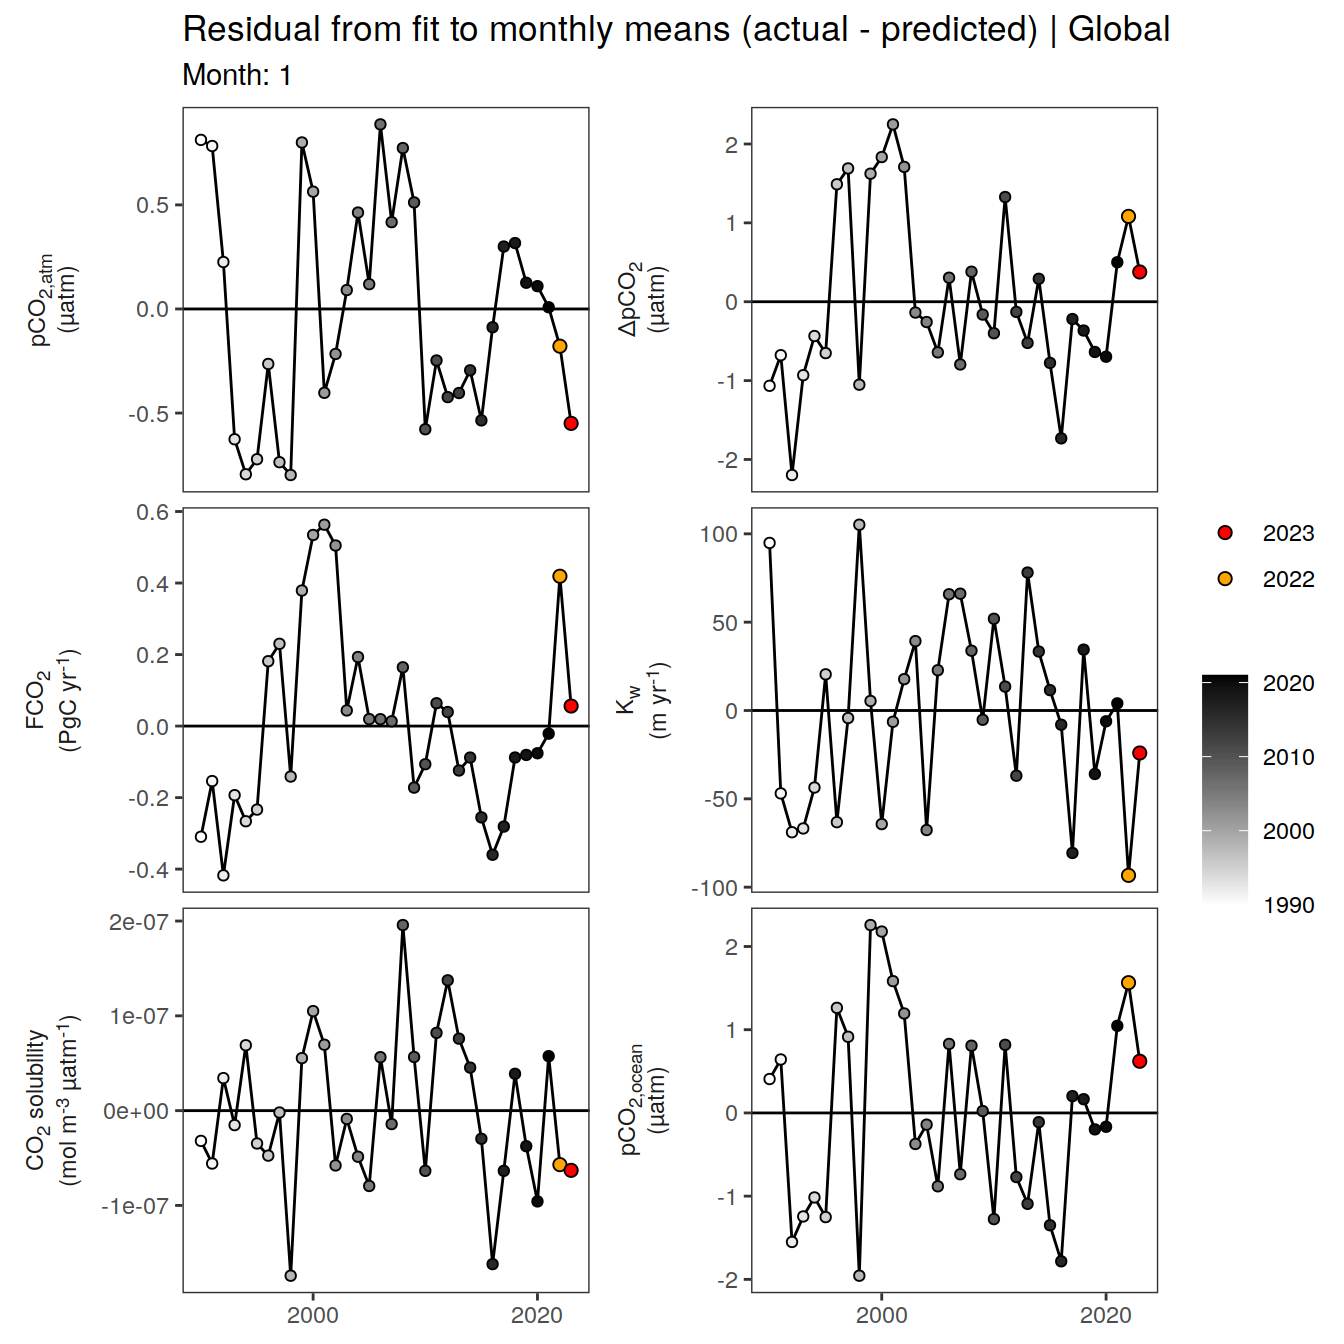 Residual from fit to monthly means (actual - predicted) | Global
Month: 1
pCO2,atm
(µatm)
0.5
0.0
-0.5
ΔpCO2
(µatm)
2
1
0
-1
-2
FCO2
(PgC yr-1)
0.6
0.4
0.2
0.0
-0.2
-0.4
Kw
(m yr-1)
100
50
0
-50
-100
CO2 solubility
(mol m-3 µatm-1)
2e-07
1e-07
0e+00
-1e-07
2000
2020
pCO2,ocean
(µatm)
2
1
0
-1
-2
2000
2020
2023
2022
2020
2010
2000
1990